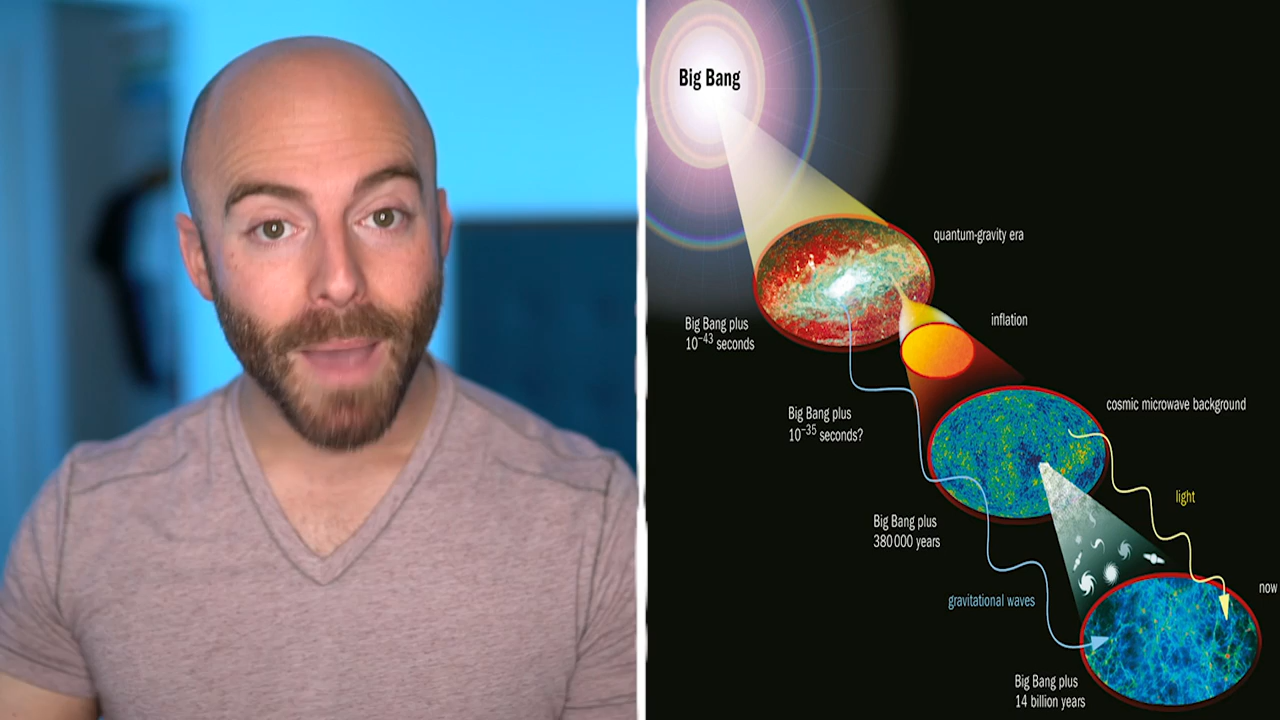 Big Bang
quantum-gravity era
Big Bang plus
10⁻⁴³ seconds
inflation
Big Bang plus
10⁻³⁵ seconds?
cosmic microwave background
light
Big Bang plus
380 000 years
gravitational waves
now
Big Bang plus
14 billion years